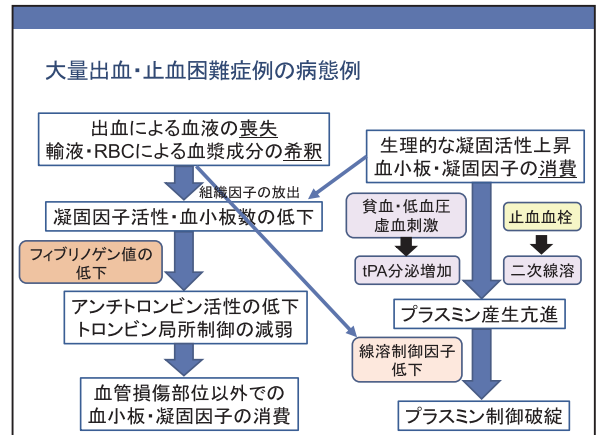 大量出血・止血困難症例の病態例
出血による血液の喪失
輸液・RBCによる血漿成分の希釈
生理的な凝固活性上昇
血小板・凝固因子の消費
組織因子の放出
凝固因子活性・血小板数の低下
貧血・低血圧
虚血刺激
止血血栓
フィブリノゲン値の
低下
tPA分泌増加
二次線溶
アンチトロンビン活性の低下
トロンビン局所制御の減弱
プラスミン産生亢進
線溶制御因子
低下
血管損傷部位以外での
血小板・凝固因子の消費
プラスミン制御破綻